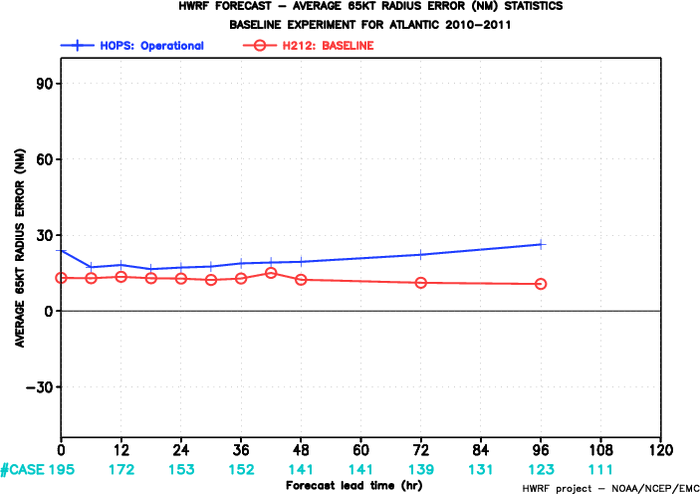 HWRF FORECAST – AVERAGE 65KT RADIUS ERROR (NM) STATISTICS
BASELINE EXPERIMENT FOR ATLANTIC 2010–2011
HOPS: Operational H212: BASELINE
AVERAGE 65KT RADIUS ERROR (NM)
90
60
30
0
−30
0 12 24 36 48 60 72 84 96 108 120
#CASE 195 172 153 152 141 141 139 131 123 111
Forecast lead time (hr)
HWRF project – NOAA/NCEP/EMC